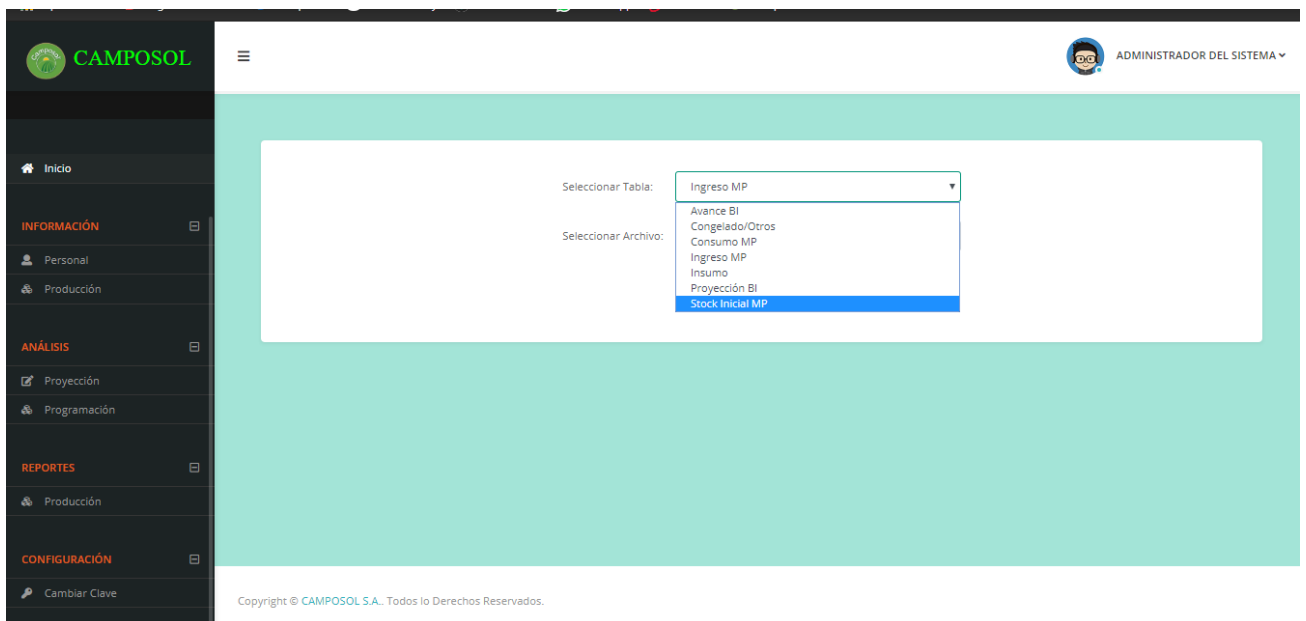 CAMPOSOL
ADMINISTRADOR DEL SISTEMA
Inicio
INFORMACIÓN
Personal
Producción
ANÁLISIS
Proyección
Programación
REPORTES
Producción
CONFIGURACIÓN
Cambiar Clave
Seleccionar Tabla:
Ingreso MP
Avance BI
Congelado/Otros
Consumo MP
Ingreso MP
Insumo
Proyección BI
Stock Inicial MP
Seleccionar Archivo:
Copyright © CAMPOSOL S.A.. Todos lo Derechos Reservados.